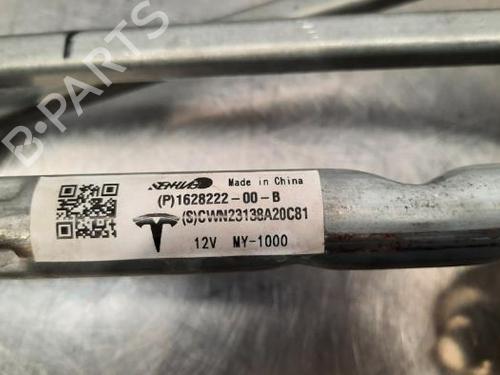 B-PARTS
Made in China
(P)1628222-00-B
(S)CWN23138A20C81
12V MY-1000